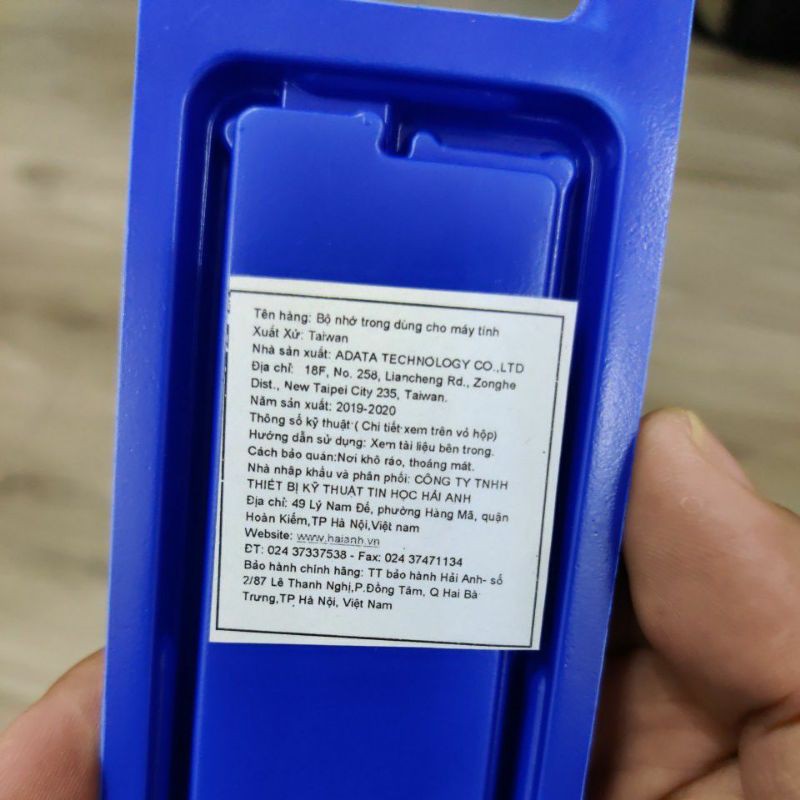 Tên hàng: Bộ nhớ trong dùng cho máy tính
Xuất Xứ: Taiwan
Nhà sản xuất: ADATA TECHNOLOGY CO.,LTD
Địa chỉ: 18F, No. 258, Liancheng Rd., Zonghe
Dist., New Taipei City 235, Taiwan.
Năm sản xuất: 2019-2020
Thông số kỹ thuật:( Chi tiết xem trên vỏ hộp)
Hướng dẫn sử dụng: Xem tài liệu bên trong.
Cách bảo quản:Nơi khô ráo, thoáng mát.
Nhà nhập khẩu và phân phối: CÔNG TY TNHH
THIẾT BỊ KỸ THUẬT TIN HỌC HẢI ANH
Địa chỉ: 49 Lý Nam Đế, phường Hàng Mã, quận
Hoàn Kiếm,TP Hà Nội,Việt nam
Website: www.haianh.vn
ĐT: 024 37337538 - Fax: 024 37471134
Bảo hành chính hãng: TT bảo hành Hải Anh- số
2/87 Lê Thanh Nghị,P.Đồng Tâm, Q Hai Bà
Trưng,TP Hà Nội, Việt Nam